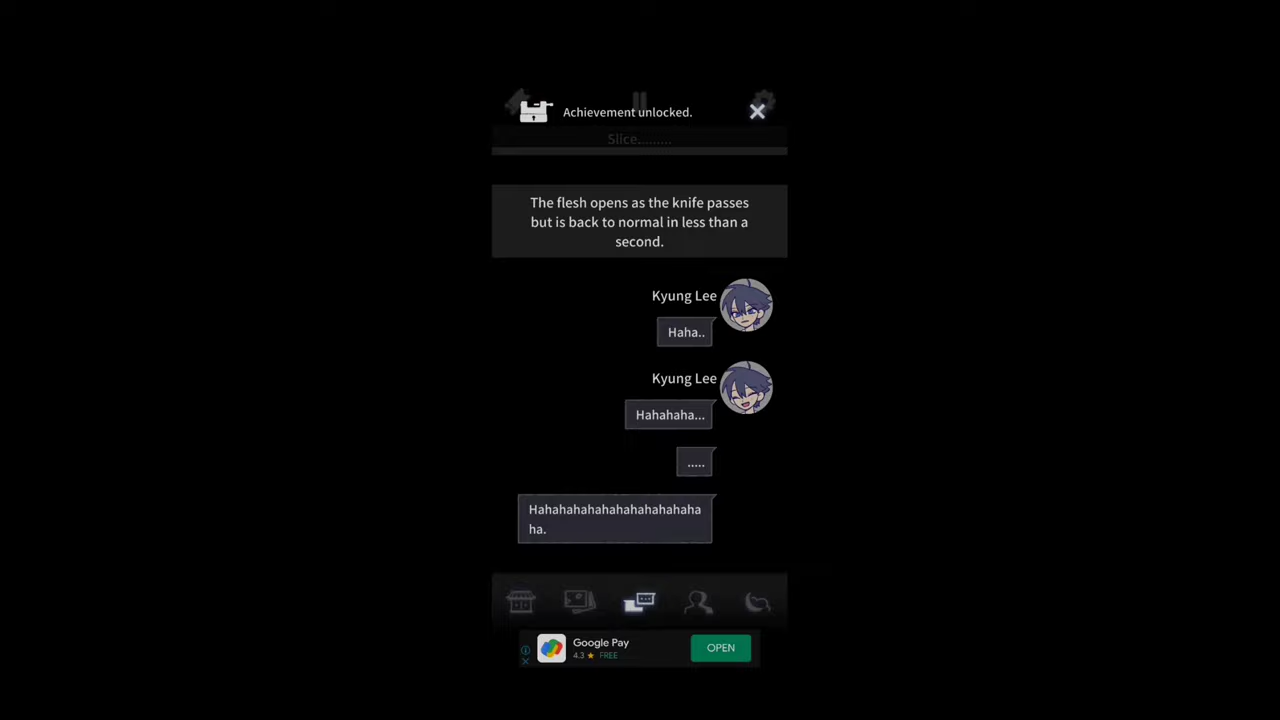 Achievement unlocked.
Slice.........
The flesh opens as the knife passes
but is back to normal in less than a
second.
Kyung Lee
Haha..
Kyung Lee
Hahahaha...
.....
Hahahahahahahahahahahaha
ha.
Google Pay
4.3 ★ FREE
OPEN